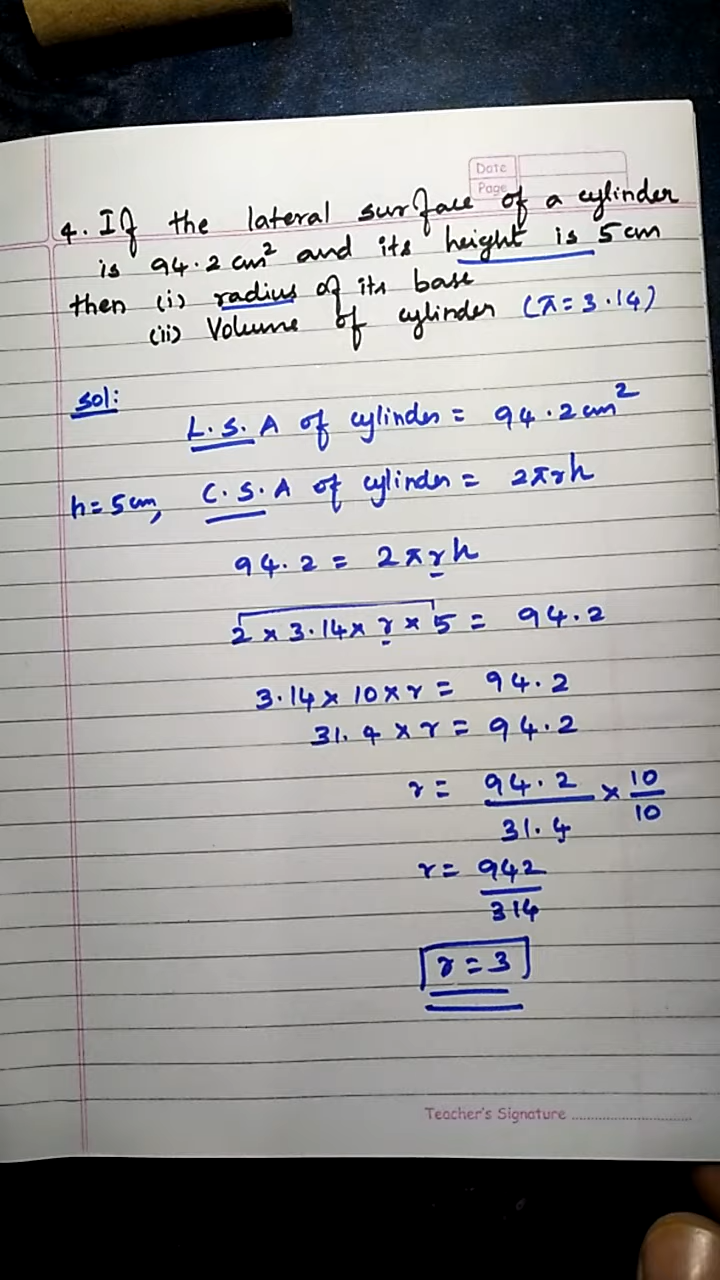 Date
Page
4. If the lateral surface of a cylinder
is 94.2 cm² and its height is 5 cm
then (i) radius of its base
(ii) Volume of cylinder (π = 3.14)
Sol:
L.S.A of cylinder = 94.2 cm²
h = 5 cm, C.S.A of cylinder = 2πrh
94.2 = 2πrh
2 × 3.14 × r × 5 = 94.2
3.14 × 10 × r = 94.2
31.4 × r = 94.2
r = 94.2/31.4 × 10/10
r = 942/314
r = 3
Teacher's Signature ..............................